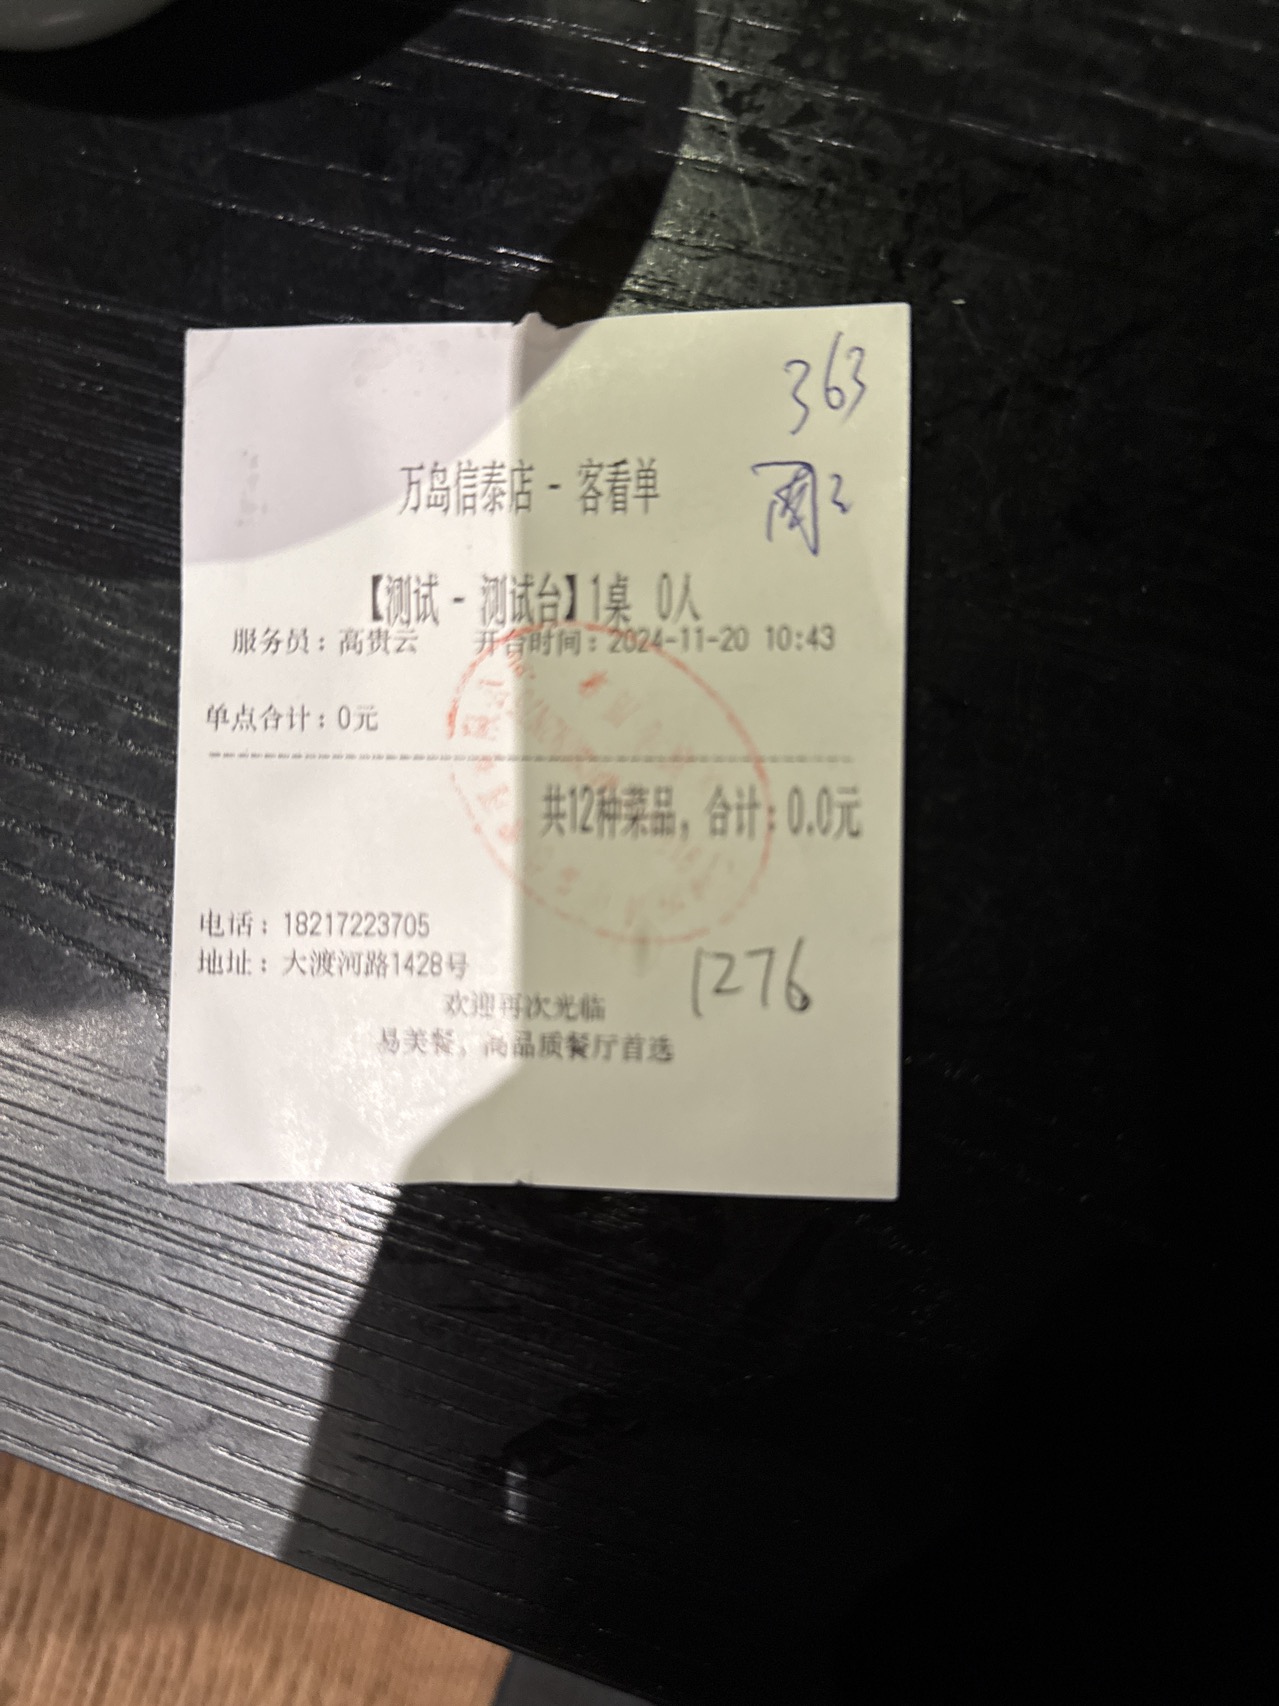 363
万岛信泰店 - 客看单
【测试 - 测试台】1桌 0人
服务员：高贵云 开台时间：2024-11-20 10:43
单点合计：0元
共12种菜品，合计：0.0元
电话：18217223705
地址：大渡河路1428号
1276
欢迎再次光临
易美餐，高品质餐厅首选